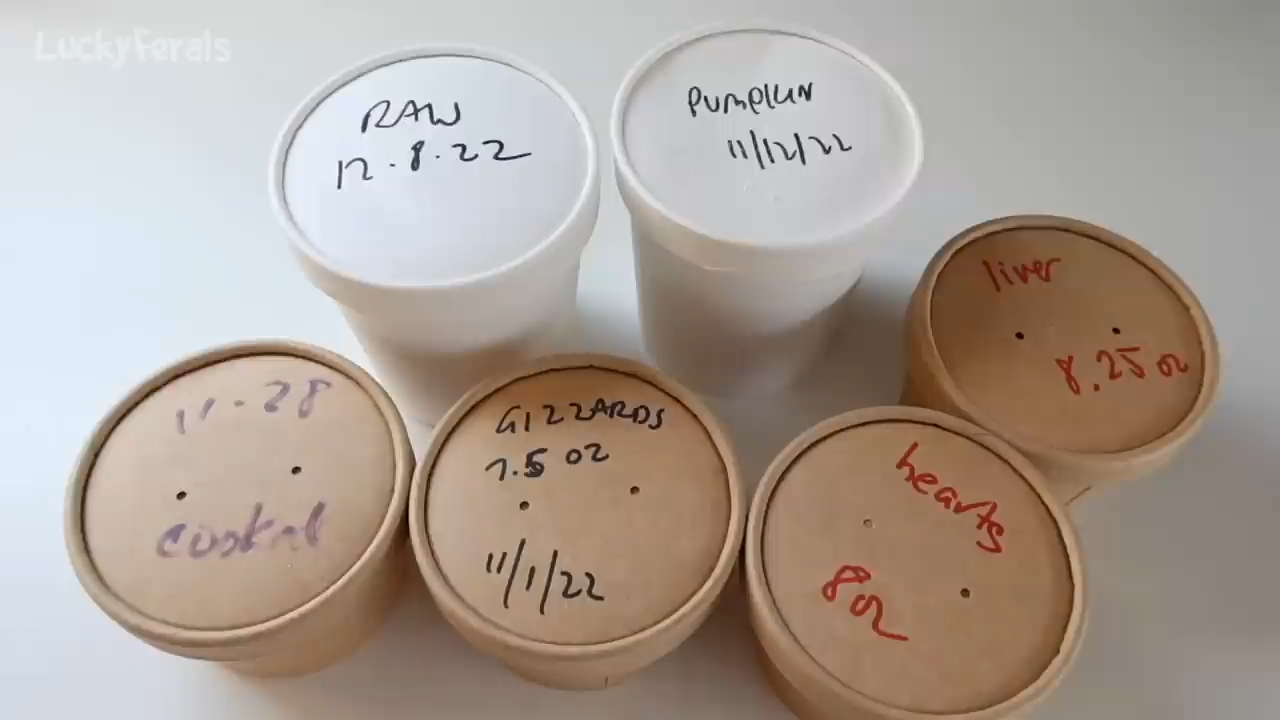 LuckyFerals
RAW
12.8.22
PUMPKIN
11/12/22
liver
8.25 oz
11-28
cooked
GIZZARDS
7.5 oz
11/1/22
hearts
8oz